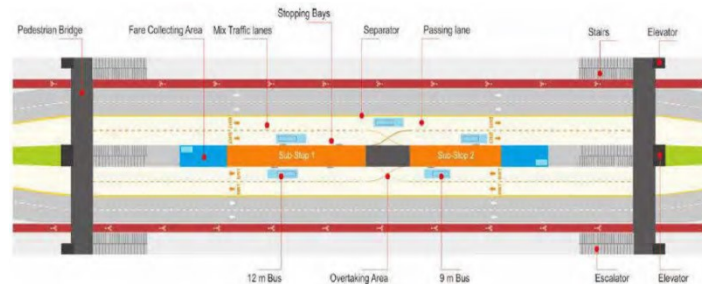 Stopping Bays
Pedestrian Bridge
Fare Collecting Area
Mix Traffic lanes
Separator
Passing lane
Stairs
Elevator
Sub-Stop 1
Sub-Stop 2
12 m Bus
Overtaking Area
9 m Bus
Escalator
Elevator